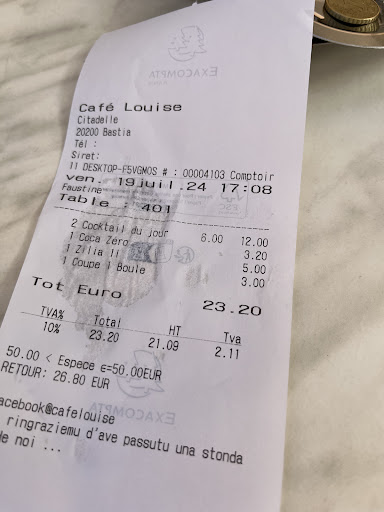 EXACOMPTA
Café Louise
Citadelle
20200 Bastia
Tél :
Siret:
11 DESKTOP-F5VGMOS # : 00004103 Comptoir
ven. 19juil.24 17:08
Faustine
Table : 401
2 Cocktail du jour 6.00 12.00
1 Coca Zero 3.20
1 Zilia 1l 5.00
1 Coupe 1 Boule 3.00
Tot Euro 23.20
TVA% Total HT Tva
10% 23.20 21.09 2.11
50.00 < Espece €=50.00EUR
RETOUR: 26.80 EUR
EXACOMPTA
acebook@cafelouise
ringraziemu d'ave passutu una stonda
de noi ...